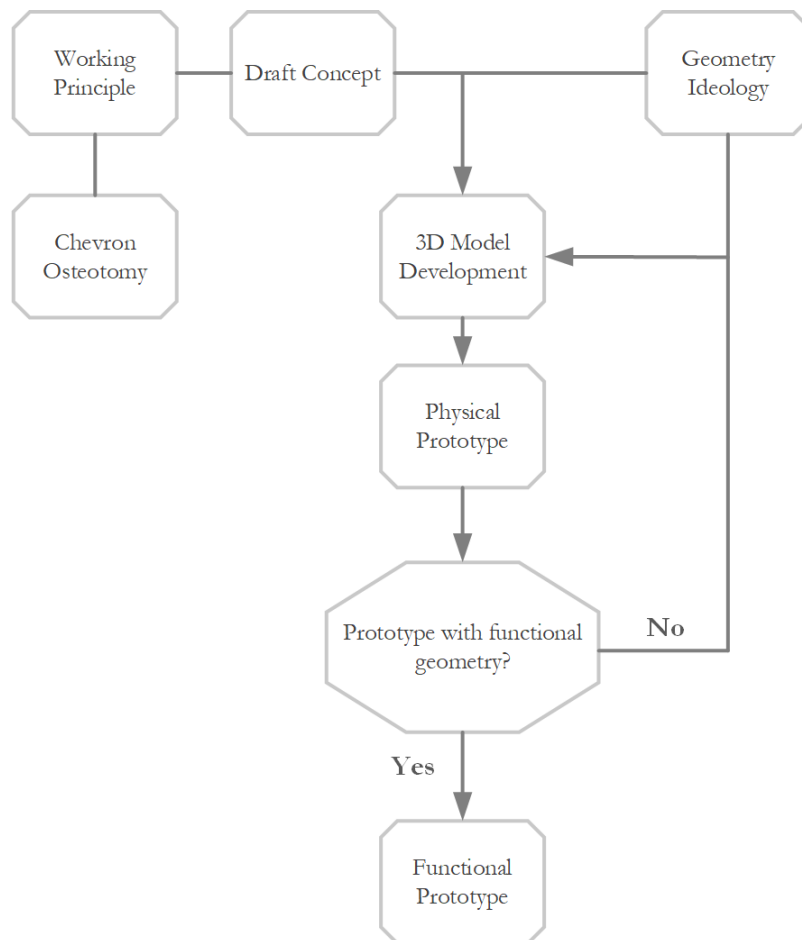 Working
Principle
Draft Concept
Geometry
Ideology
Chevron
Osteotomy
3D Model
Development
Physical
Prototype
Prototype with functional
geometry?
No
Yes
Functional
Prototype